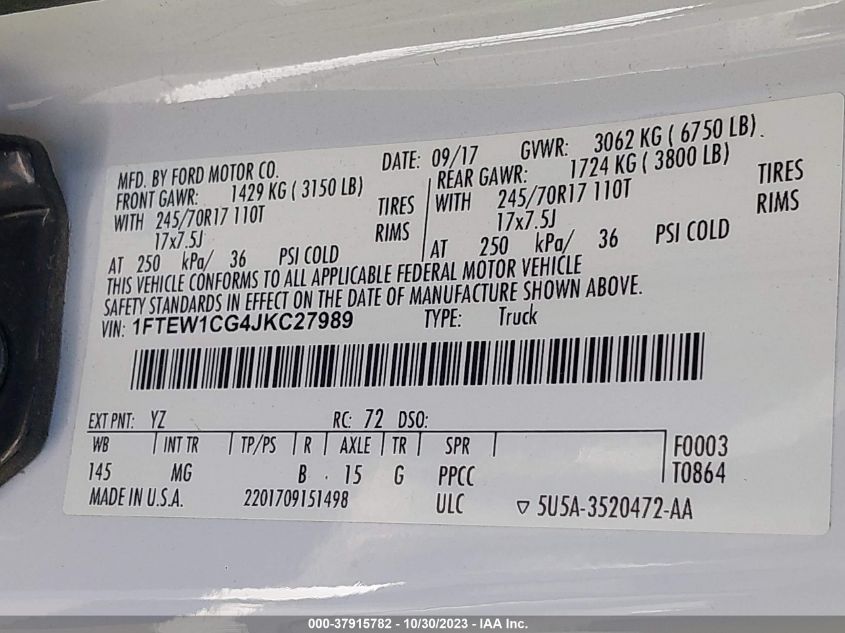 MFD. BY FORD MOTOR CO. DATE: 09/17 GVWR: 3062 KG ( 6750 LB).
FRONT GAWR: 1429 KG ( 3150 LB) REAR GAWR: 1724 KG ( 3800 LB)
WITH 245/70R17 110T TIRES WITH 245/70R17 110T TIRES
17x7.5J RIMS 17x7.5J RIMS
AT 250 kPa/ 36 PSI COLD AT 250 kPa/ 36 PSI COLD
THIS VEHICLE CONFORMS TO ALL APPLICABLE FEDERAL MOTOR VEHICLE
SAFETY STANDARDS IN EFFECT ON THE DATE OF MANUFACTURE SHOWN ABOVE.
VIN: 1FTEW1CG4JKC27989 TYPE: Truck
EXT PNT: YZ RC: 72 DSO:
WB INT TR TP/PS R AXLE TR SPR F0003
145 MG B 15 G PPCC T0864
MADE IN U.S.A. 2201709151498 ULC ▽ 5U5A-3520472-AA
000-37915782 - 10/30/2023 - IAA Inc.